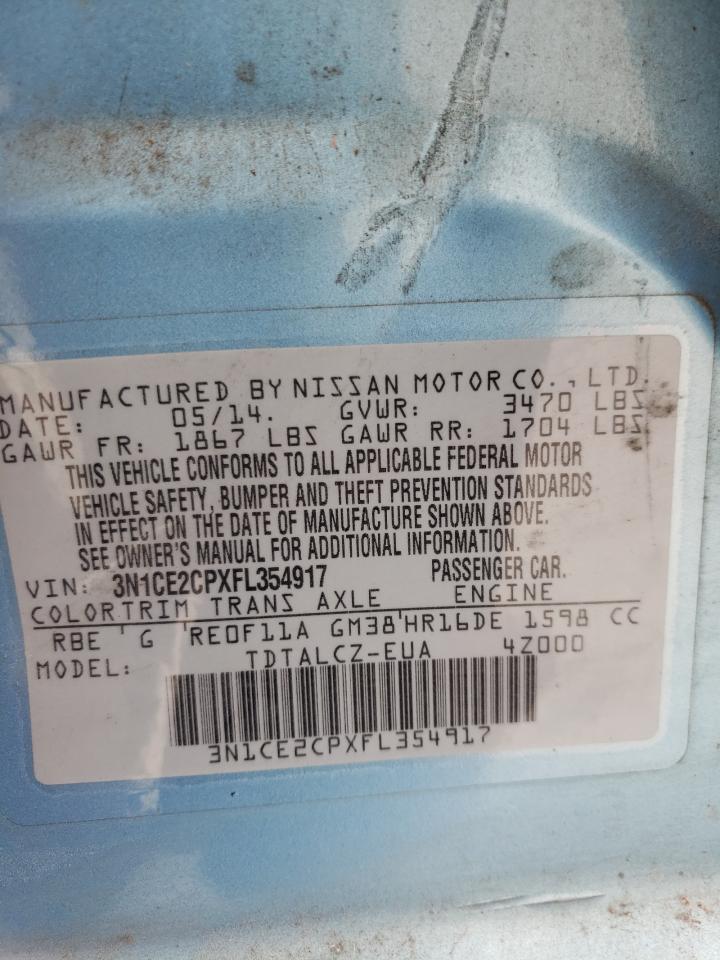 MANUFACTURED BY NISSAN MOTOR CO., LTD.
DATE: 05/14. GVWR: 3470 LBS
GAWR FR: 1867 LBS GAWR RR: 1704 LBS
THIS VEHICLE CONFORMS TO ALL APPLICABLE FEDERAL MOTOR
VEHICLE SAFETY, BUMPER AND THEFT PREVENTION STANDARDS
IN EFFECT ON THE DATE OF MANUFACTURE SHOWN ABOVE.
SEE OWNER'S MANUAL FOR ADDITIONAL INFORMATION.
VIN: 3N1CE2CPXFL354917 PASSENGER CAR.
COLORTRIM TRANS AXLE ENGINE
RBE ' G 'RE0F11A GM38'HR16DE 1598 CC
MODEL: TDTALCZ-EUA 4Z000
3N1CE2CPXFL354917